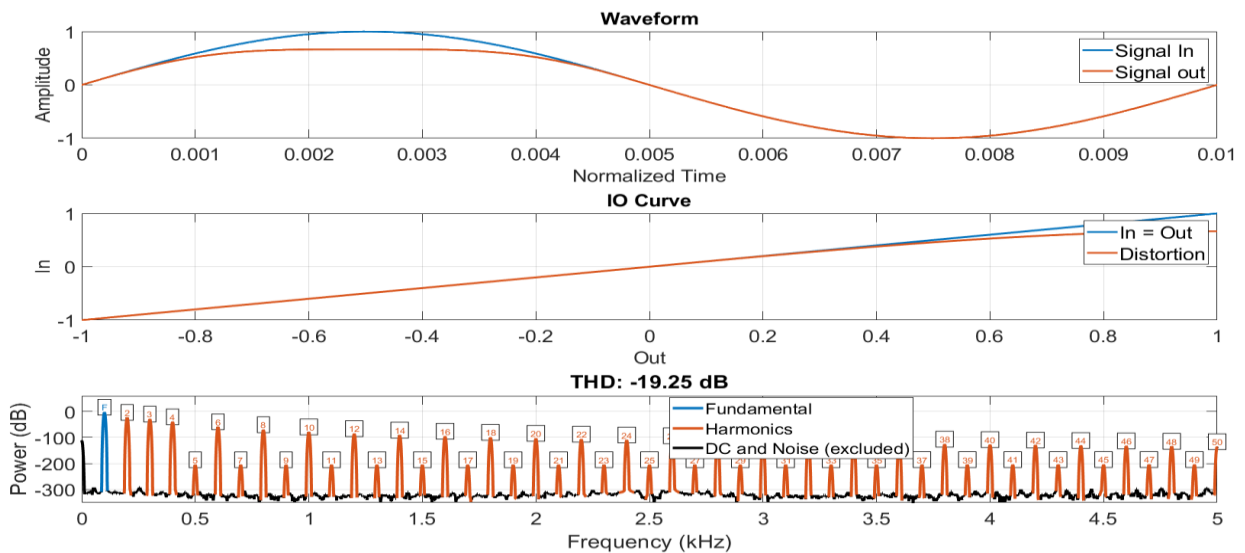 Waveform
1
0
-1
Amplitude
Signal In
Signal out
0 0.001 0.002 0.003 0.004 0.005 0.006 0.007 0.008 0.009 0.01
Normalized Time
IO Curve
1
0
-1
In
In = Out
Distortion
-1 -0.8 -0.6 -0.4 -0.2 0 0.2 0.4 0.6 0.8 1
Out
THD: -19.25 dB
0
-100
-200
-300
Power (dB)
Fundamental
Harmonics
DC and Noise (excluded)
F 2 3 4 5 6 7 8 9 10 11 12 13 14 15 16 17 18 19 20 21 22 23 24 25 37 38 39 40 41 42 43 44 45 46 47 48 49 50
0 0.5 1 1.5 2 2.5 3 3.5 4 4.5 5
Frequency (kHz)